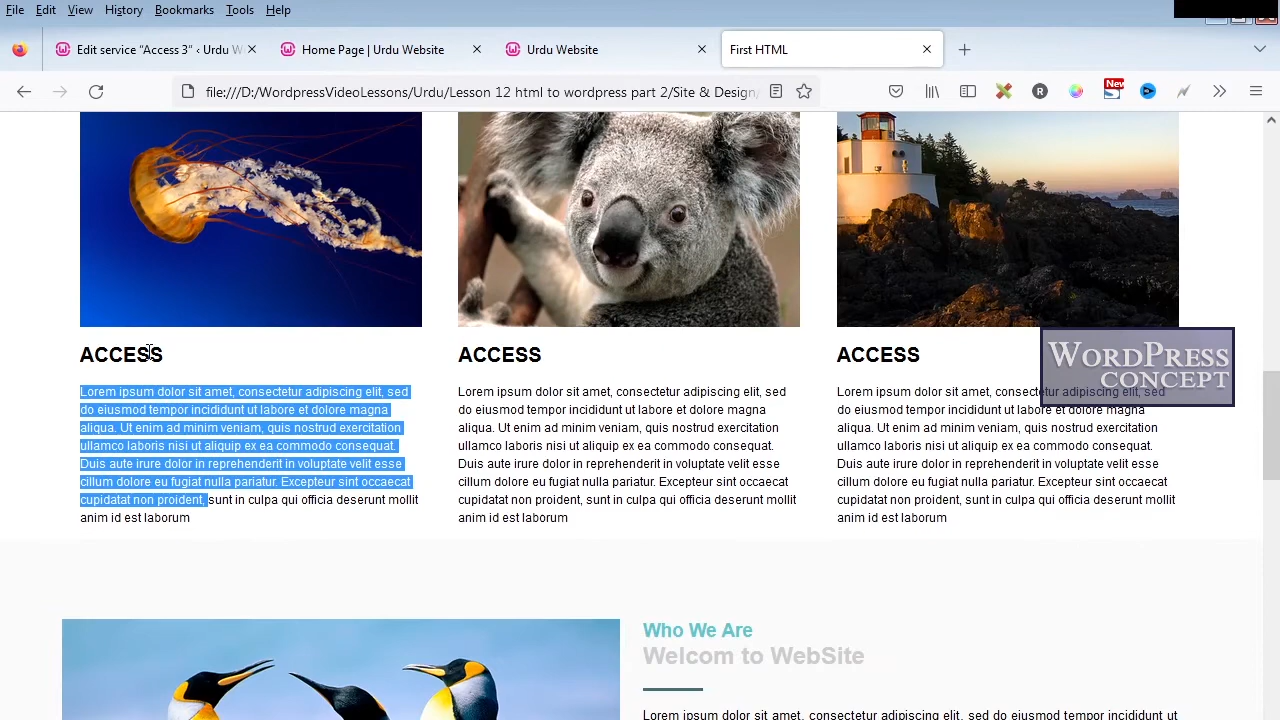 File Edit View History Bookmarks Tools Help
Edit service “Access 3” ‹ Urdu W
Home Page | Urdu Website
Urdu Website
First HTML
file:///D:/WordpressVideoLessons/Urdu/Lesson 12 html to wordpress part 2/Site & Design/
New
R
ACCESS
Lorem ipsum dolor sit amet, consectetur adipiscing elit, sed
do eiusmod tempor incididunt ut labore et dolore magna
aliqua. Ut enim ad minim veniam, quis nostrud exercitation
ullamco laboris nisi ut aliquip ex ea commodo consequat.
Duis aute irure dolor in reprehenderit in voluptate velit esse
cillum dolore eu fugiat nulla pariatur. Excepteur sint occaecat
cupidatat non proident, sunt in culpa qui officia deserunt mollit
anim id est laborum
ACCESS
Lorem ipsum dolor sit amet, consectetur adipiscing elit, sed
do eiusmod tempor incididunt ut labore et dolore magna
aliqua. Ut enim ad minim veniam, quis nostrud exercitation
ullamco laboris nisi ut aliquip ex ea commodo consequat.
Duis aute irure dolor in reprehenderit in voluptate velit esse
cillum dolore eu fugiat nulla pariatur. Excepteur sint occaecat
cupidatat non proident, sunt in culpa qui officia deserunt mollit
anim id est laborum
ACCESS
Lorem ipsum dolor sit amet, consectetur adipiscing elit, sed
do eiusmod tempor incididunt ut labore et dolore magna
aliqua. Ut enim ad minim veniam, quis nostrud exercitation
ullamco laboris nisi ut aliquip ex ea commodo consequat.
Duis aute irure dolor in reprehenderit in voluptate velit esse
cillum dolore eu fugiat nulla pariatur. Excepteur sint occaecat
cupidatat non proident, sunt in culpa qui officia deserunt mollit
anim id est laborum
WORDPRESS
CONCEPT
Who We Are
Welcom to WebSite
Lorem ipsum dolor sit amet, consectetur adipiscing elit, sed do eiusmod tempor incididunt ut